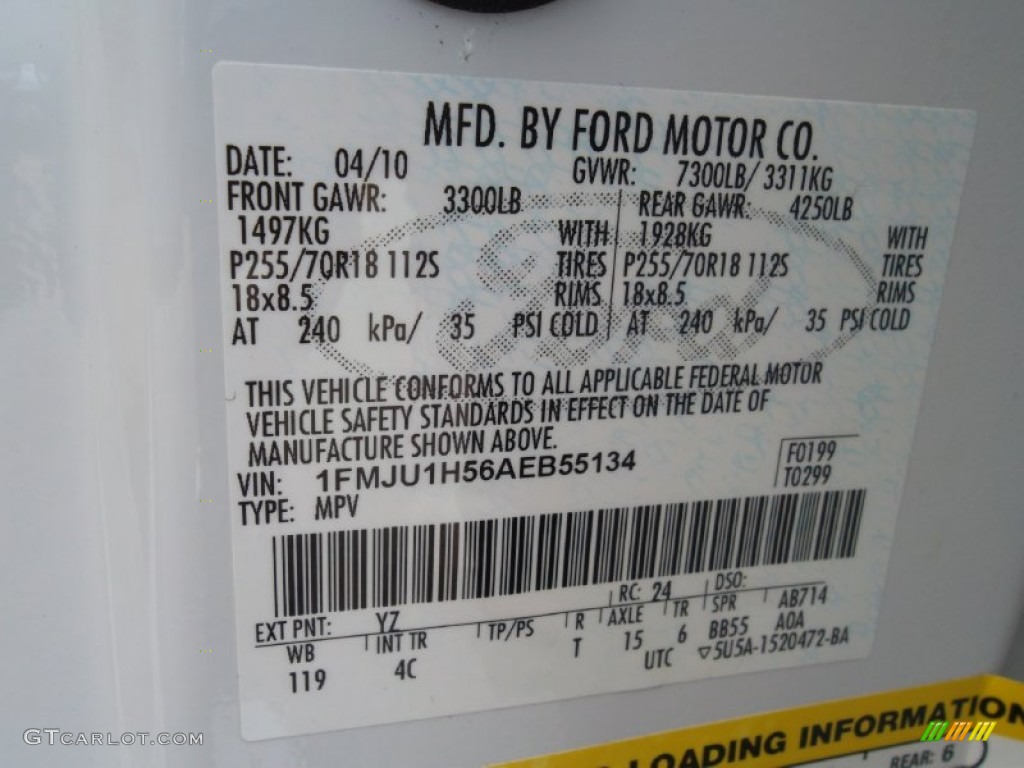 MFD. BY FORD MOTOR CO.
DATE: 04/10 GVWR: 7300LB/ 3311KG
FRONT GAWR: 3300LB REAR GAWR: 4250LB
1497KG WITH 1928KG WITH
P255/70R18 112S TIRES P255/70R18 112S TIRES
18x8.5 RIMS 18x8.5 RIMS
AT 240 kPa/ 35 PSI COLD AT 240 kPa/ 35 PSI COLD
Ford
THIS VEHICLE CONFORMS TO ALL APPLICABLE FEDERAL MOTOR
VEHICLE SAFETY STANDARDS IN EFFECT ON THE DATE OF
MANUFACTURE SHOWN ABOVE.
VIN: 1FMJU1H56AEB55134 F0199
TYPE: MPV T0299
EXT PNT: YZ RC: 24 DSO:
WB INT TR TP/PS R AXLE TR SPR AB714
119 4C T 15 6 BB55 AOA
UTC ▽5U5A-1520472-BA
LOADING INFORMATION
REAR: 6
GTCARLOT.COM